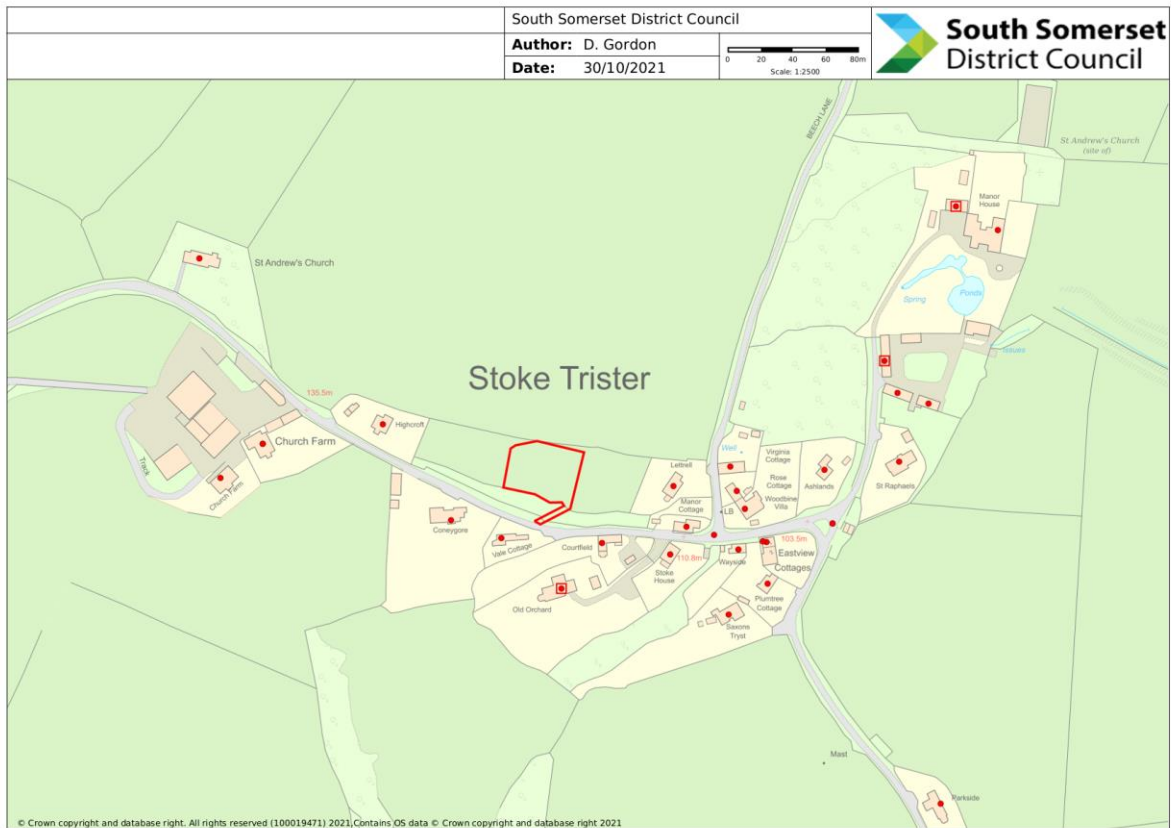 South Somerset District Council
Author: D. Gordon
Date: 30/10/2021
0 20 40 60 80m
Scale: 1:2500
South Somerset
District Council
BEECH LANE
St Andrew's Church
(site of)
Manor
House
St Andrew's Church
Spring
Ponds
Issues
Stoke Trister
135.5m
Highcroft
Church Farm
Track
Church Farm
Well
Virginia
Cottage
Lettrell
Rose
Cottage
Ashlands
St Raphaels
Manor
Cottage
Woodbine
Villa
LB
Coneygore
Vale Cottage
Courtfield
110.8m
Wayside
103.5m
Eastview
Cottages
Stoke
House
Old Orchard
Plumtree
Cottage
Saxons
Tryst
Mast
Parkside
© Crown copyright and database right. All rights reserved (100019471) 2021,Contains OS data © Crown copyright and database right 2021